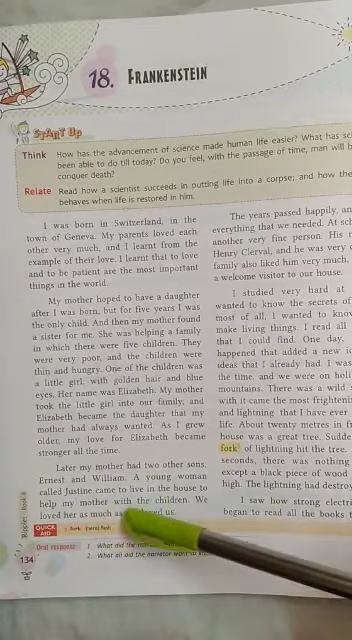 18. FRANKENSTEIN
START UP
Think How has the advancement of science made human life easier? What has
been able to do till today? Do you feel, with the passage of time, man will
conquer death?
Relate Read how a scientist succeeds in putting life into a corpse; and how
behaves when life is restored in him.
I was born in Switzerland, in the
town of Geneva. My parents loved each
other very much, and I learnt from the
example of their love. I learnt that to love
and to be patient are the most important
things in the world.
My mother hoped to have a daughter
after I was born, but for five years I was
the only child. And then my mother found
a sister for me. She was helping a family
in which there were five children. They
were very poor, and the children were
thin and hungry. One of the children was
a little girl, with golden hair and blue
eyes. Her name was Elizabeth. My mother
took the little girl into our family, and
Elizabeth became the daughter that my
mother had always wanted. As I grew
older, my love for Elizabeth became
stronger all the time.
Later my mother had two other sons,
Ernest and William. A young woman
called Justine came to live in the house to
help my mother with the children. We
loved her as much as loved us.
The years passed happily,
everything that we needed. At
another very fine person. His
Henry Clerval, and he was very
family also liked him very much,
a welcome visitor to our house.
I studied very hard at
wanted to know the secrets of
most of all, I wanted to
make living things. I read all
that I could find. One day,
happened that added a new
ideas that I already had. I was
the time, and we were on
mountains. There was a wild
with it came the most
and lightning that I have ever
life. About twenty metres in
house was a great tree.
fork¹ of lightning hit the tree.
seconds, there was nothing
except a black piece of wood
high. The lightning had
I saw how strong
began to read all the books
QUICK AID 1. fork: (here) flash
Oral response 1. What did the
2. What all did the narrator want to
134
Ripples Book 8